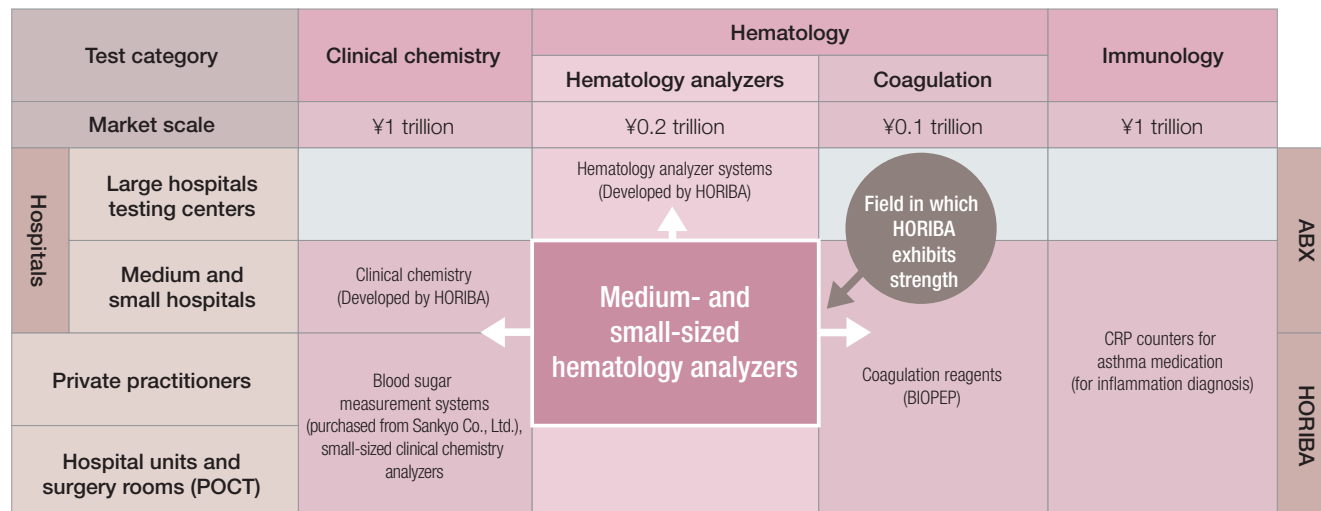 Test category
Clinical chemistry
Hematology
Immunology
Hematology analyzers
Coagulation
Market scale
¥1 trillion
¥0.2 trillion
¥0.1 trillion
¥1 trillion
Hospitals
Large hospitals
testing centers
Hematology analyzer systems
(Developed by HORIBA)
Field in which
HORIBA
exhibits
strength
ABX
Medium and
small hospitals
Clinical chemistry
(Developed by HORIBA)
Medium- and
small-sized
hematology analyzers
CRP counters for
asthma medication
(for inflammation diagnosis)
Private practitioners
Blood sugar
measurement systems
(purchased from Sankyo Co., Ltd.),
small-sized clinical chemistry
analyzers
Coagulation reagents
(BIOPEP)
HORIBA
Hospital units and
surgery rooms (POCT)